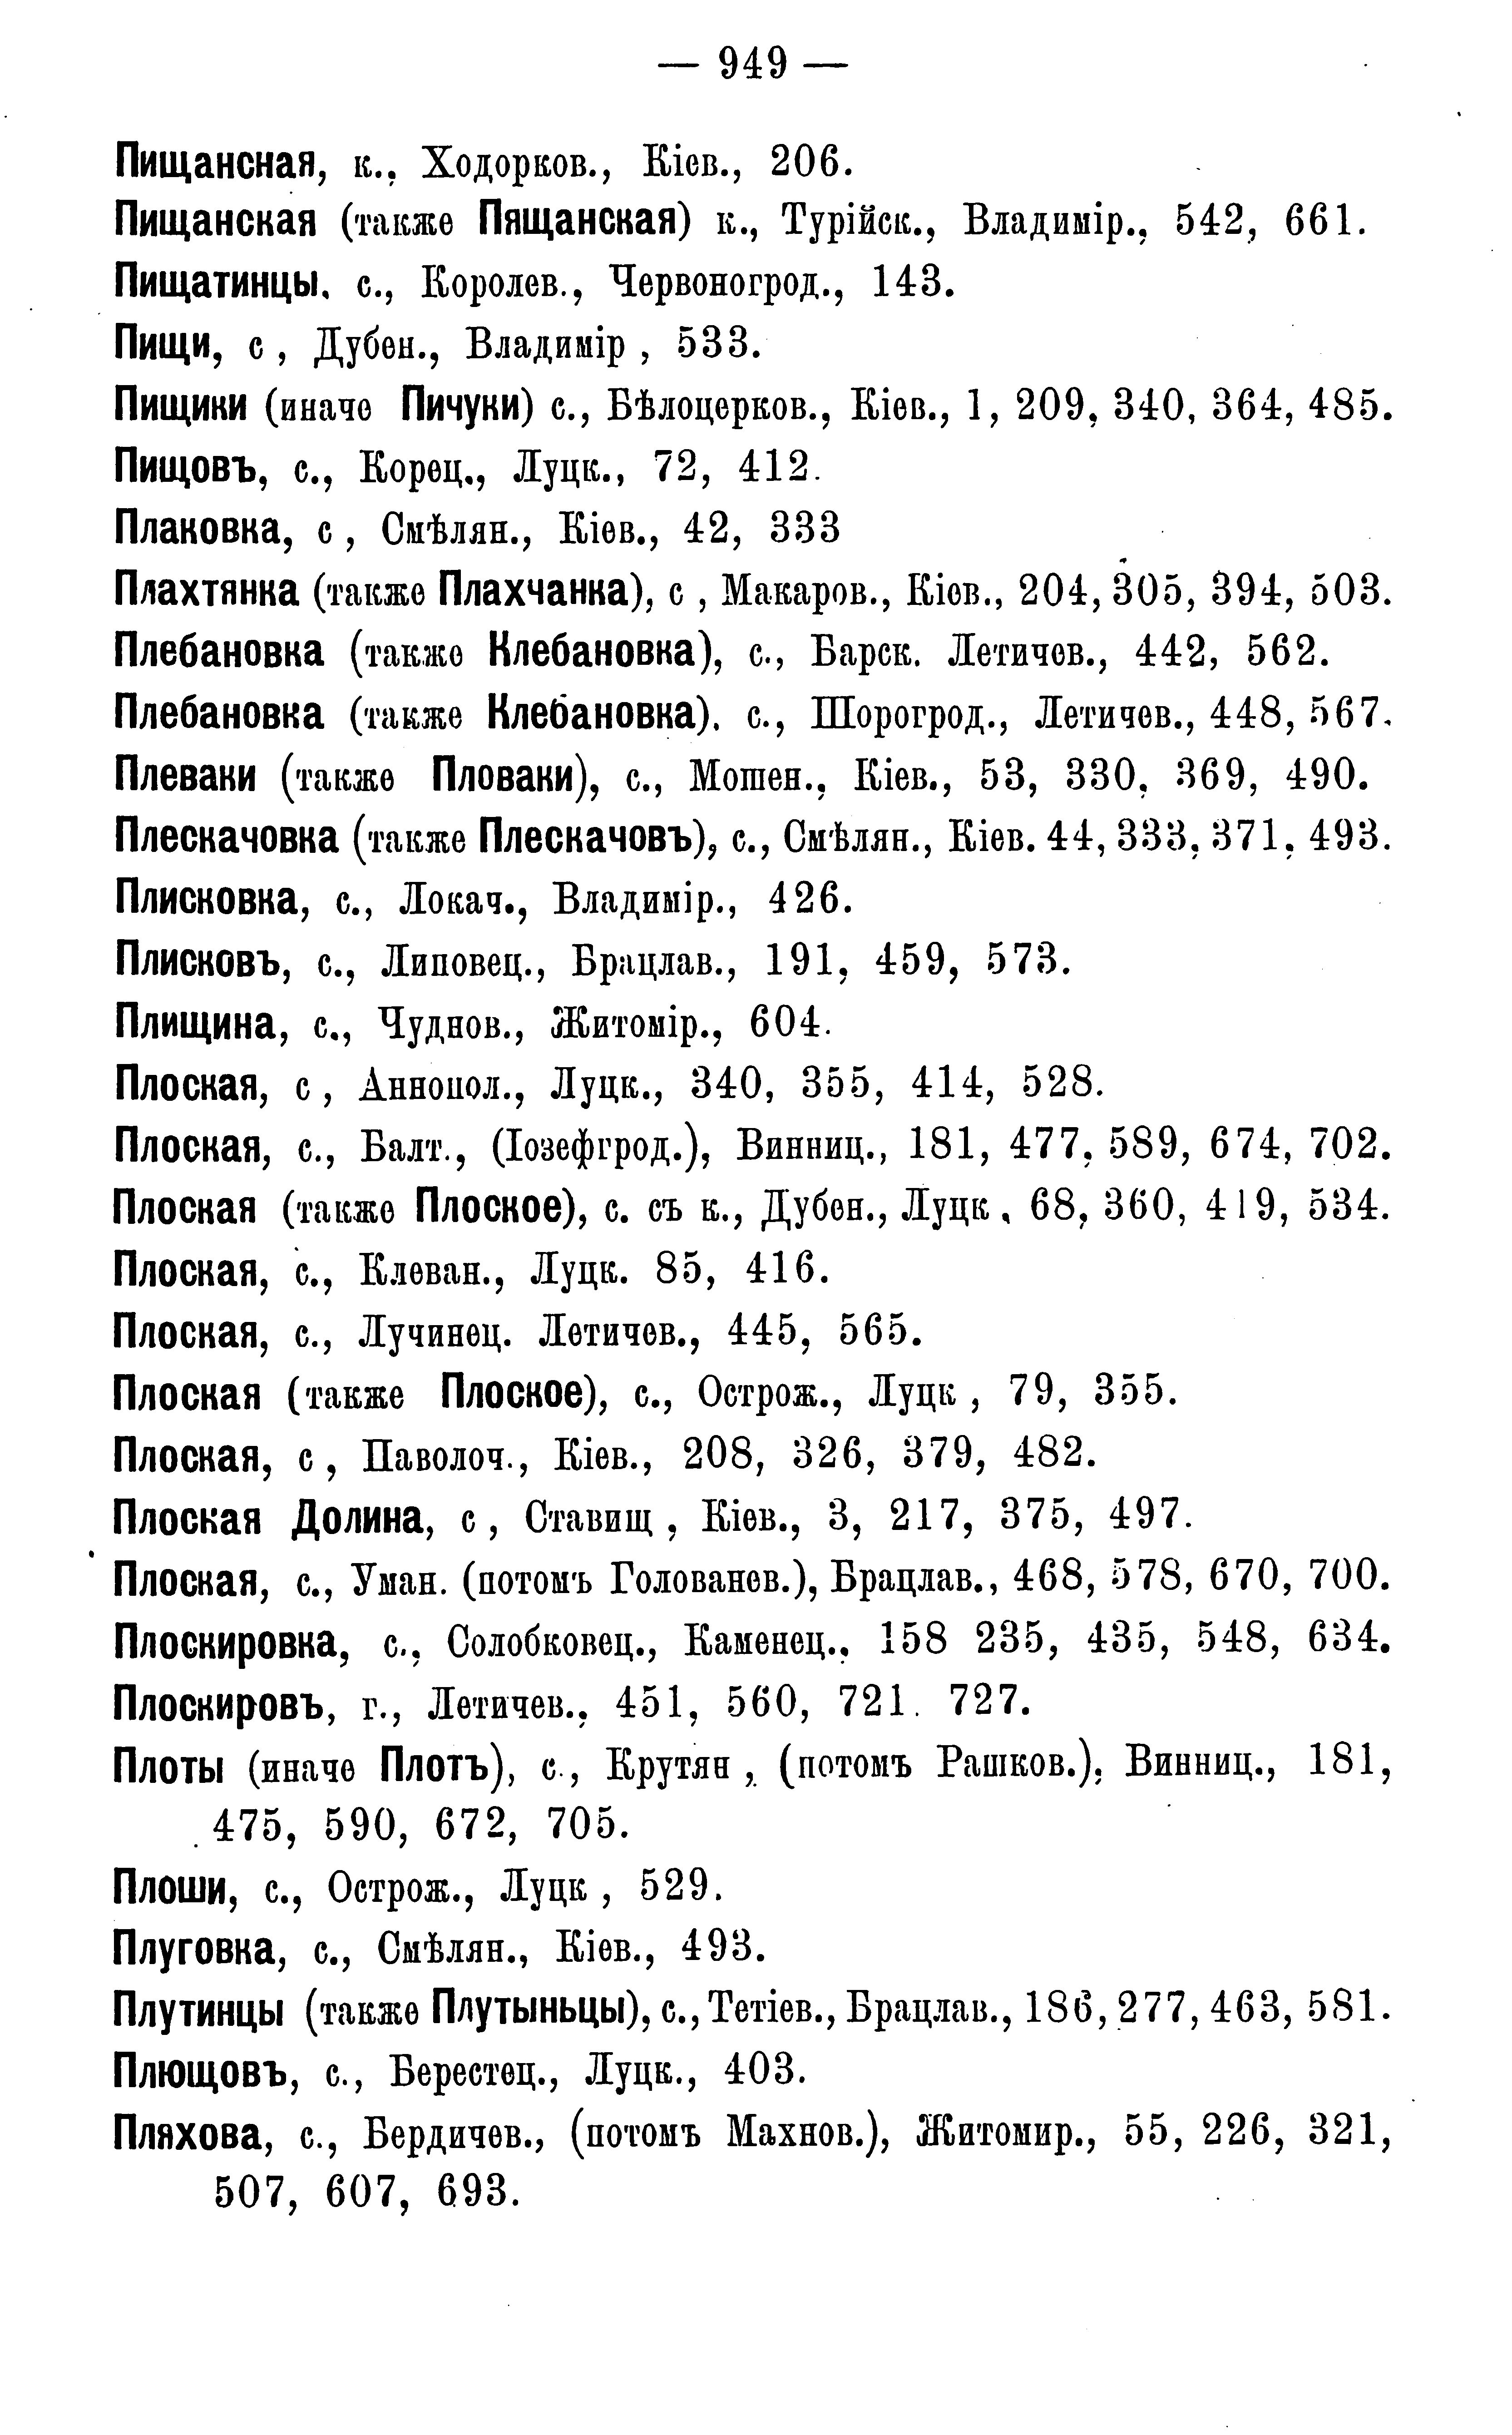 — 949 —
Пищанская, к., Ходорков., Кіев., 206.
Пищанская (также Пящанская) к., Турійск., Владимір., 542, 661.
Пищатинцы. с., Королев., Червоногрод., 143.
Пищи, с , Дубен., Владимір , 533.
Пищики (иначе Пичуки) с., Бѣлоцерков., Кіев., 1, 209, 340, 364, 485.
Пищовъ, с., Корец., Луцк., 72, 412.
Плаковка, с , Смѣлян., Кіев., 42, 333
Плахтянка (также Плахчанка), с , Макаров., Кіев., 204, 305, 394, 503.
Плебановка (также Клебановка), с., Барск. Летичев., 442, 562.
Плебановка (также Клебановка). с., Шорогрод., Летичев., 448, 567.
Плеваки (также Пловаки), с., Мошен., Кіев., 53, 330, 369, 490.
Плескачовка (также Плескачовъ), с., Смѣлян., Кіев. 44, 333, 371, 493.
Плисковка, с., Локач., Владимір., 426.
Плисковъ, с., Липовец., Брацлав., 191, 459, 573.
Плищина, с., Чуднов., Житомір., 604.
Плоская, с , Аннопол., Луцк., 340, 355, 414, 528.
Плоская, с., Балт., (Іозефгрод.), Винниц., 181, 477, 589, 674, 702.
Плоская (также Плоское), с. съ к., Дубен., Луцк , 68, 360, 419, 534.
Плоская, с., Клеван., Луцк. 85, 416.
Плоская, с., Лучинец. Летичев., 445, 565.
Плоская (также Плоское), с., Острож., Луцк , 79, 355.
Плоская, с , Паволоч., Кіев., 208, 326, 379, 482.
Плоская Долина, с , Ставищ , Кіев., 3, 217, 375, 497.
Плоская, с., Уман. (потомъ Голованев.), Брацлав., 468, 578, 670, 700.
Плоскировка, с., Солобковец., Каменец., 158 235, 435, 548, 634.
Плоскировъ, г., Летичев., 451, 560, 721. 727.
Плоты (иначе Плотъ), с., Крутян , (потомъ Рашков.), Винниц., 181,
475, 590, 672, 705.
Плоши, с., Острож., Луцк , 529.
Плуговка, с., Смѣлян., Кіев., 493.
Плутинцы (также Плутыньцы), с., Тетіев., Брацлав., 186, 277, 463, 581.
Плющовъ, с., Берестец., Луцк., 403.
Пляхова, с., Бердичев., (потомъ Махнов.), Житомир., 55, 226, 321,
507, 607, 693.